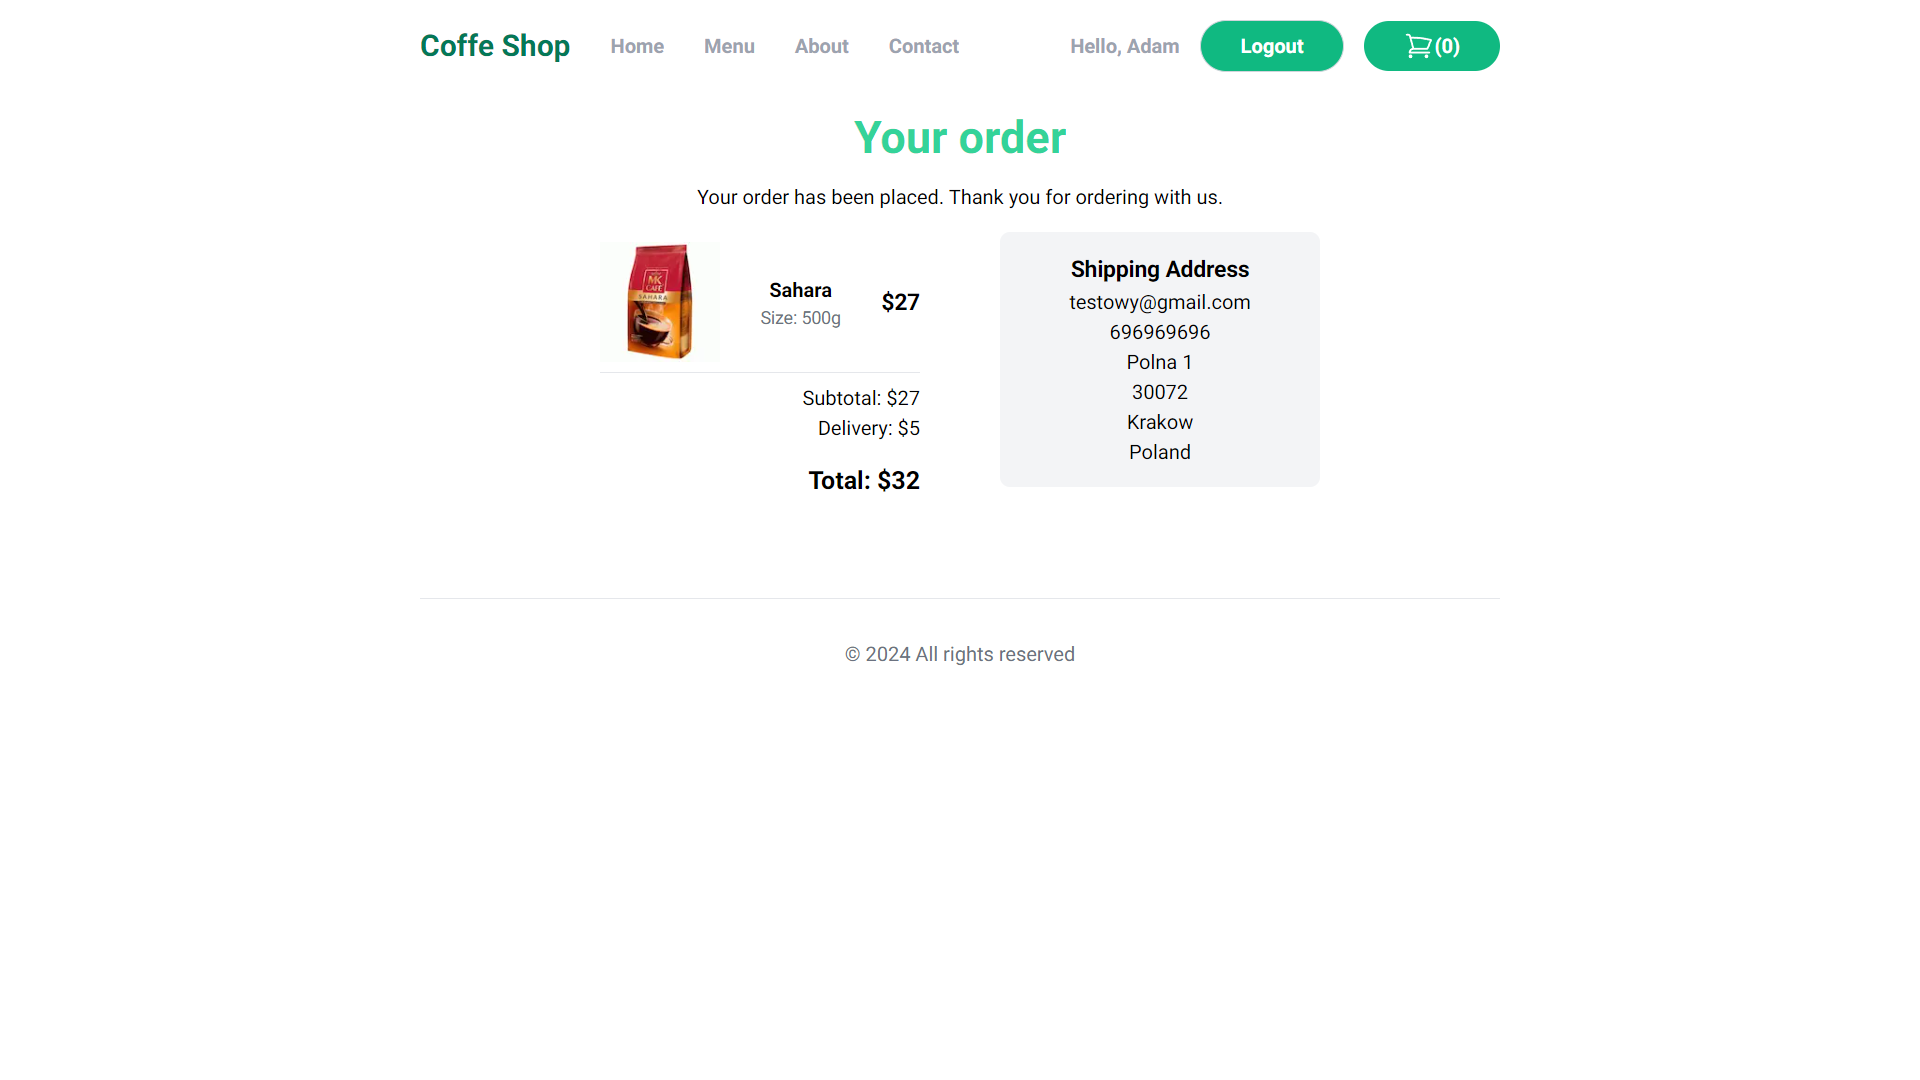 Coffe Shop
Home
Menu
About
Contact
Hello, Adam
Logout
(0)
Your order
Your order has been placed. Thank you for ordering with us.
MK
CAFÉ
SAHARA
Sahara
Size: 500g
$27
Subtotal: $27
Delivery: $5
Total: $32
Shipping Address
testowy@gmail.com
696969696
Polna 1
30072
Krakow
Poland
© 2024 All rights reserved